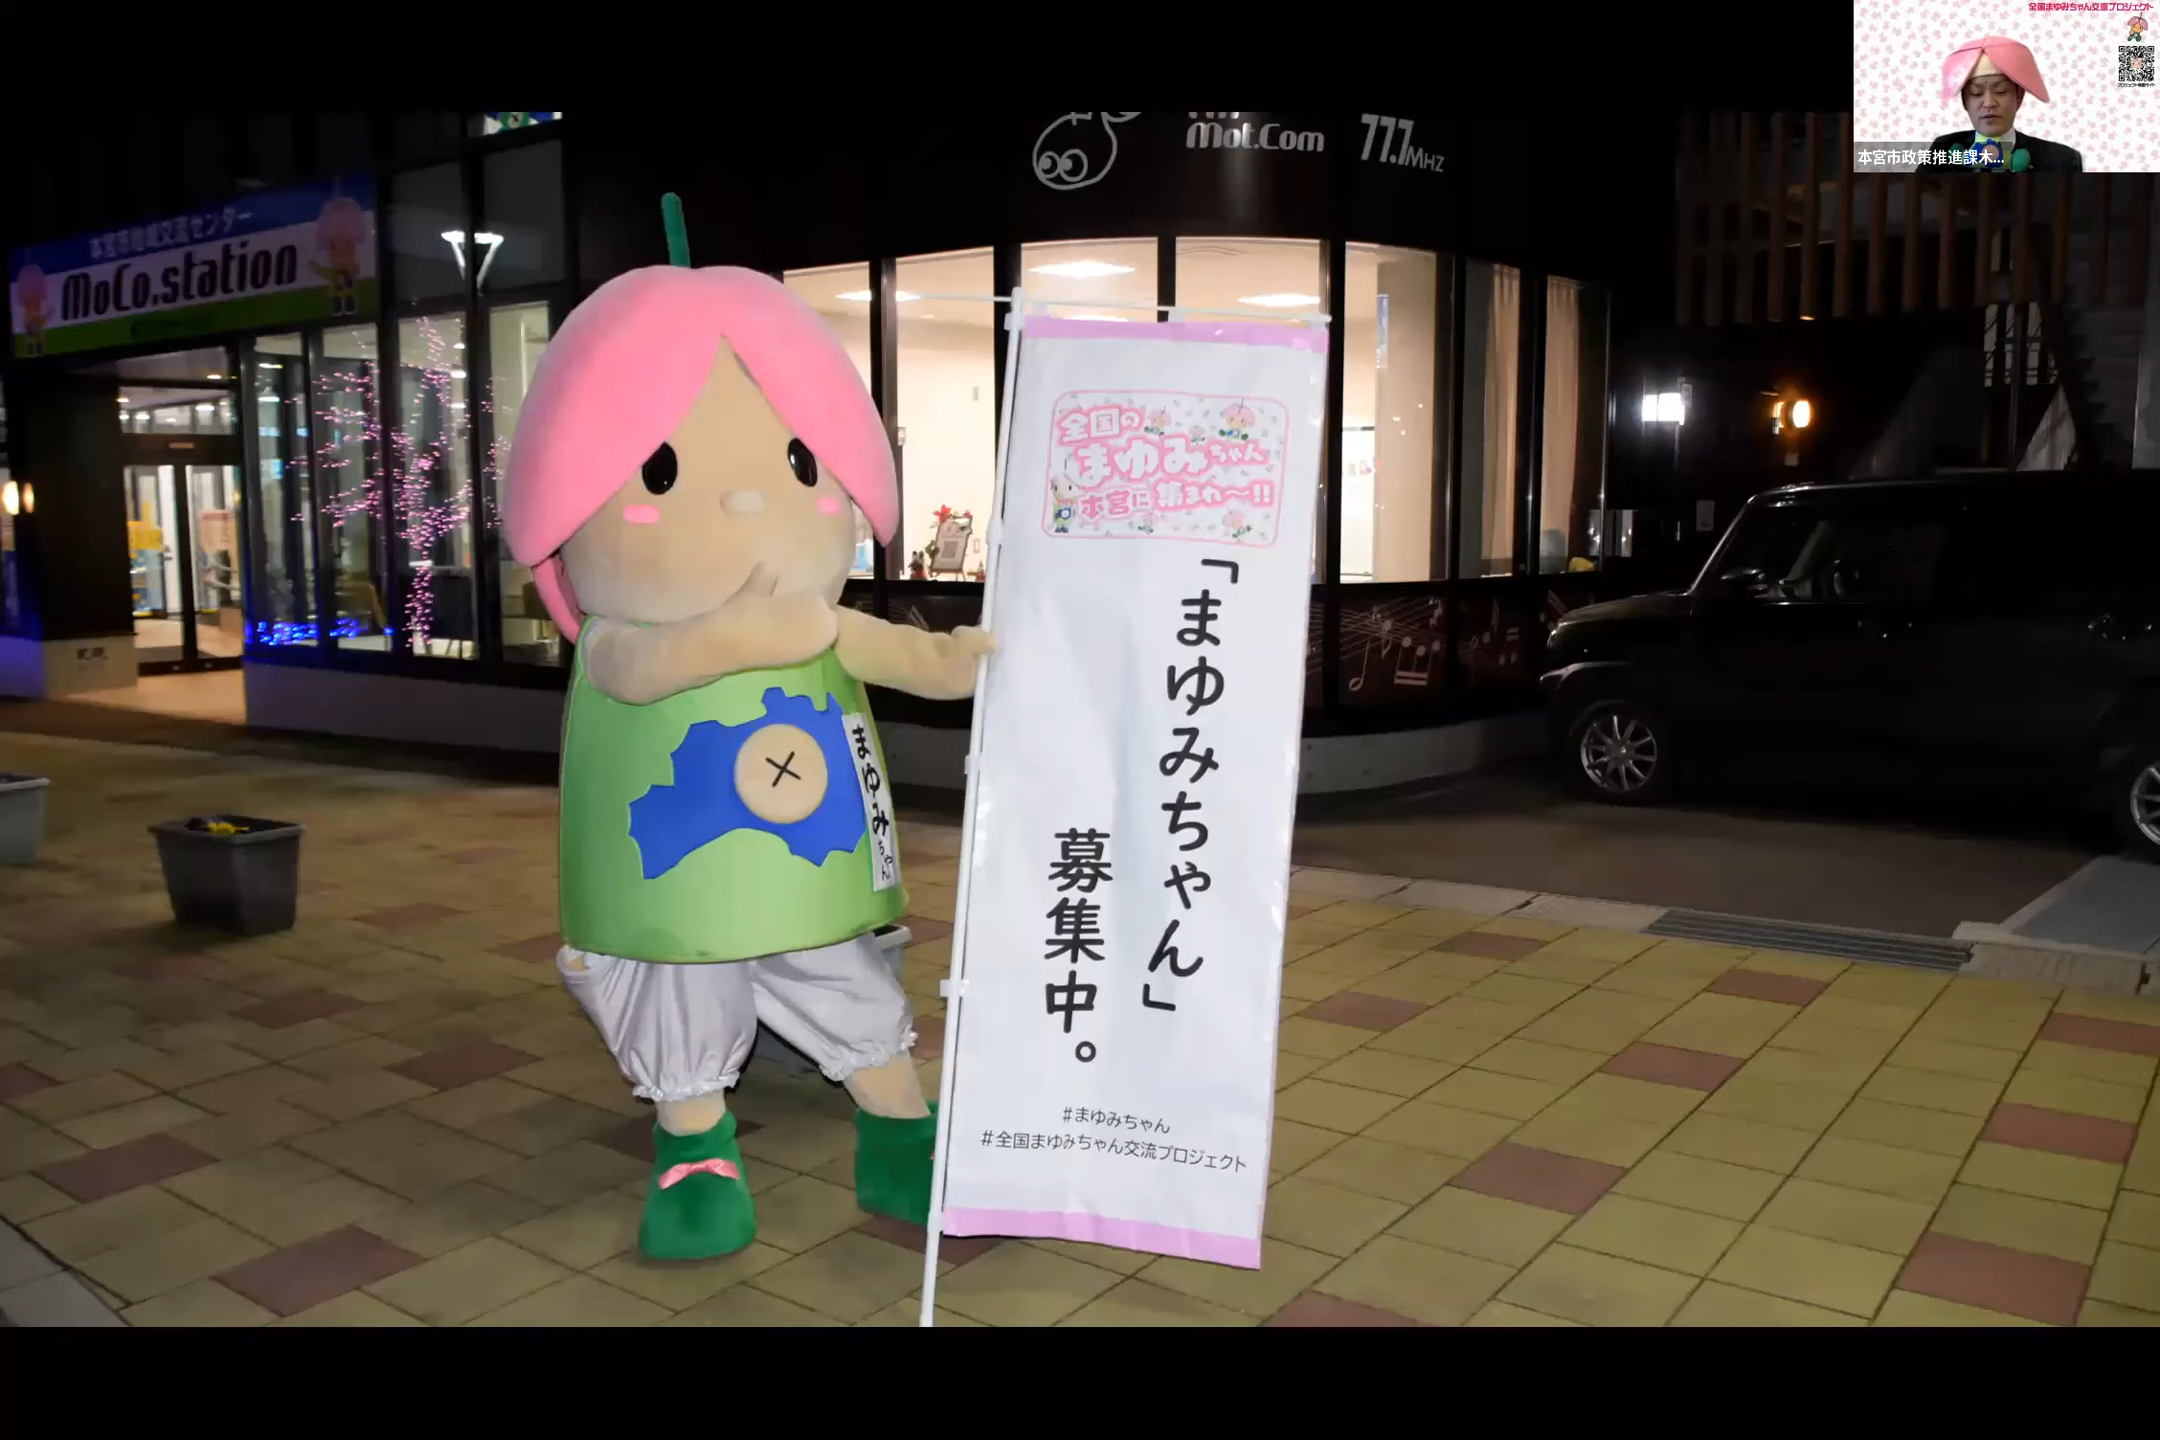 全国まゆみちゃん交流プロジェクト
本宮市政策推進課木...
Mot.Com
77.7MHZ
本宮市地域交流センター
MoCo.station
全国の
まゆみちゃん
本宮に集まれ〜!!
「まゆみちゃん」
募集中。
#まゆみちゃん
#全国まゆみちゃん交流プロジェクト
まゆみちゃん